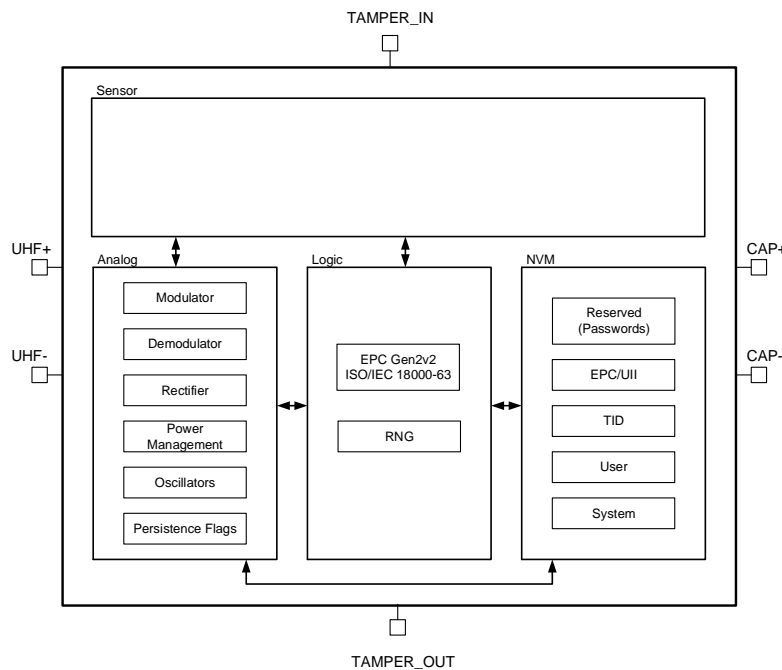 TAMPER_IN
Sensor
UHF+
CAP+
Analog
Logic
NVM
Modulator
Demodulator
Rectifier
Power
Management
Oscillators
Persistence Flags
EPC Gen2v2
ISO/IEC 18000-63
RNG
Reserved
(Passwords)
EPC/UII
TID
User
System
UHF-
CAP-
TAMPER_OUT